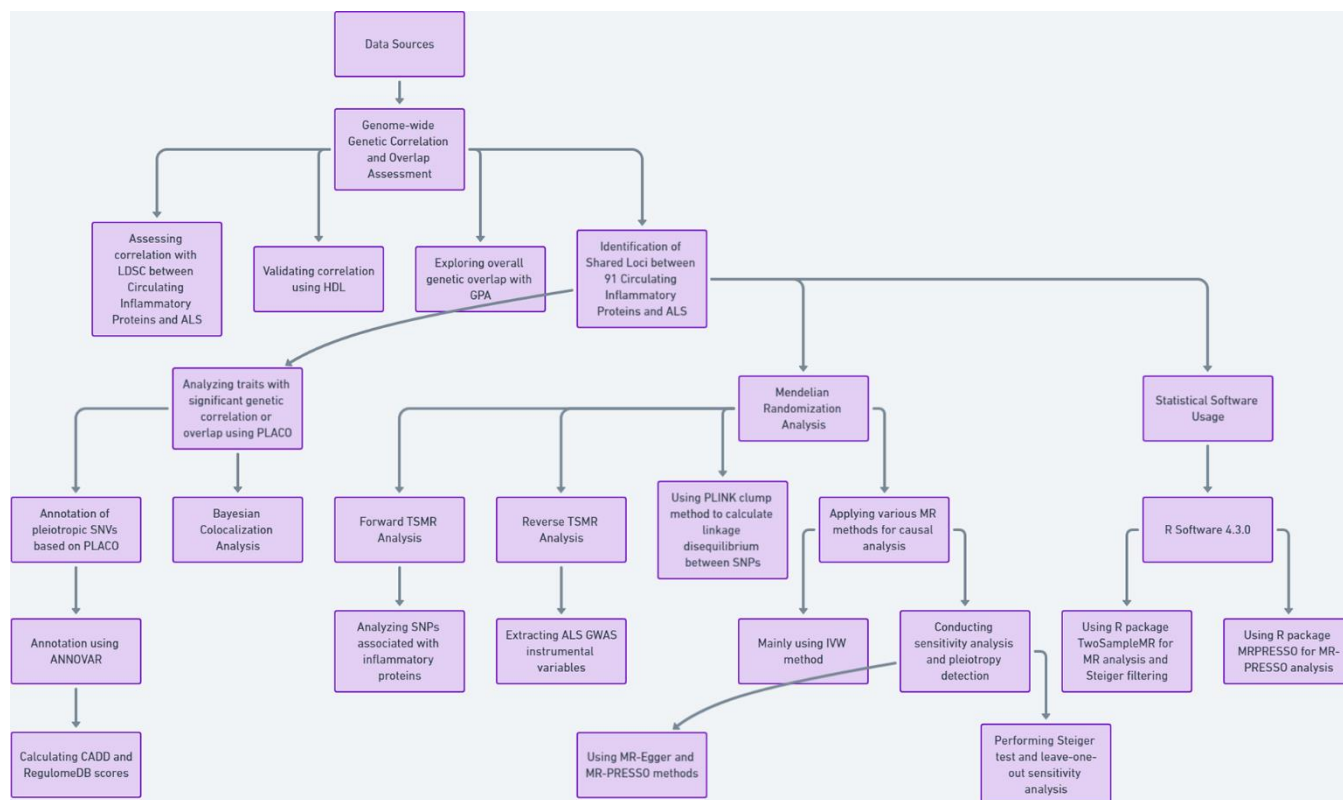 Data Sources
Genome-wide
Genetic Correlation
and Overlap
Assessment
Assessing
correlation with
LDSC between
Circulating
Inflammatory
Proteins and ALS
Validating correlation
using HDL
Exploring overall
genetic overlap with
GPA
Identification of
Shared Loci between
91 Circulating
Inflammatory
Proteins and ALS
Analyzing traits with
significant genetic
correlation or
overlap using PLACO
Mendelian
Randomization
Analysis
Statistical Software
Usage
Annotation of
pleiotropic SNVs
based on PLACO
Bayesian
Colocalization
Analysis
Forward TSMR
Analysis
Reverse TSMR
Analysis
Using PLINK clump
method to calculate
linkage
disequilibrium
between SNPs
Applying various MR
methods for causal
analysis
R Software 4.3.0
Annotation using
ANNOVAR
Analyzing SNPs
associated with
inflammatory
proteins
Extracting ALS GWAS
instrumental
variables
Mainly using IVW
method
Conducting
sensitivity analysis
and pleiotropy
detection
Using R package
TwoSampleMR for
MR analysis and
Steiger filtering
Using R package
MRPRESSO for MR-
PRESSO analysis
Calculating CADD and
RegulomeDB scores
Using MR-Egger and
MR-PRESSO methods
Performing Steiger
test and leave-one-
out sensitivity
analysis